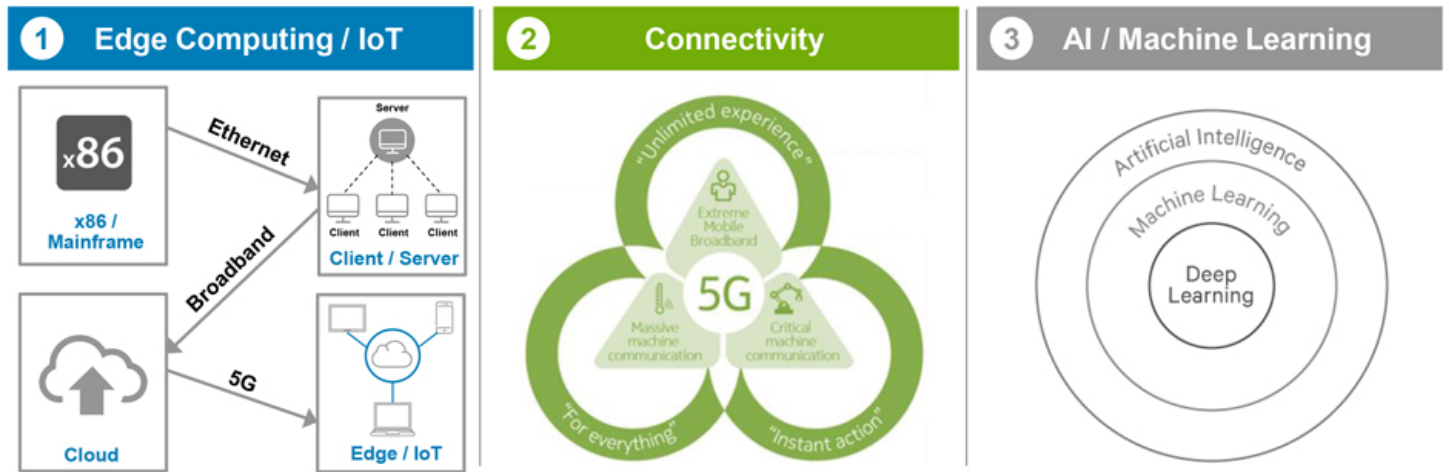 1 Edge Computing / IoT
x86
x86 /
Mainframe
Ethernet
Server
Client Client Client
Client / Server
Broadband
Cloud
5G
Edge / IoT
2 Connectivity
"Unlimited experience"
Extreme
Mobile
Broadband
5G
Massive
machine
communication
Critical
machine
communication
"For everything"
"Instant action"
3 AI / Machine Learning
Artificial Intelligence
Machine Learning
Deep
Learning